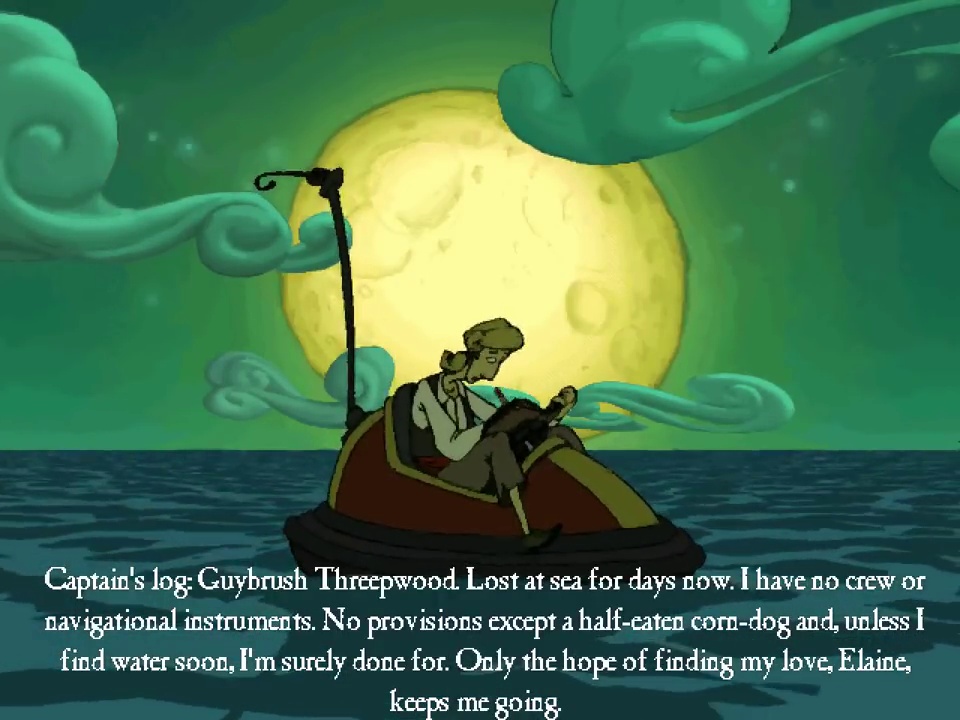 Captain's log: Guybrush Threepwood. Lost at sea for days now. I have no crew or
navigational instruments. No provisions except a half-eaten corn-dog and, unless I
find water soon, I'm surely done for. Only the hope of finding my love, Elaine,
keeps me going.